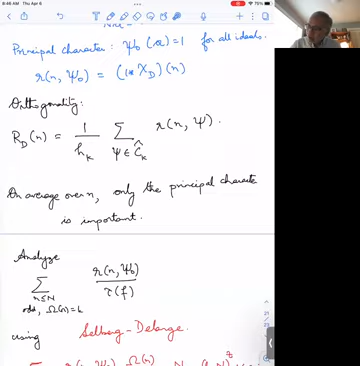 8:46 AM Thu Apr 6
70%
Principal character: ψ₀(𝔞) = 1 for all ideals.
r(n, ψ₀) = (1 * χ_D)(n)
Orthogonality:
R_D(n) = 1/h_K ∑_{ψ ∈ Ĉ_K} r(n, ψ).
On average over n, only the principal character
is important.
Analyze
∑_{n≤N odd, Ω(n)=k} r(n, ψ₀)/τ(f)
using Selberg-Delange.